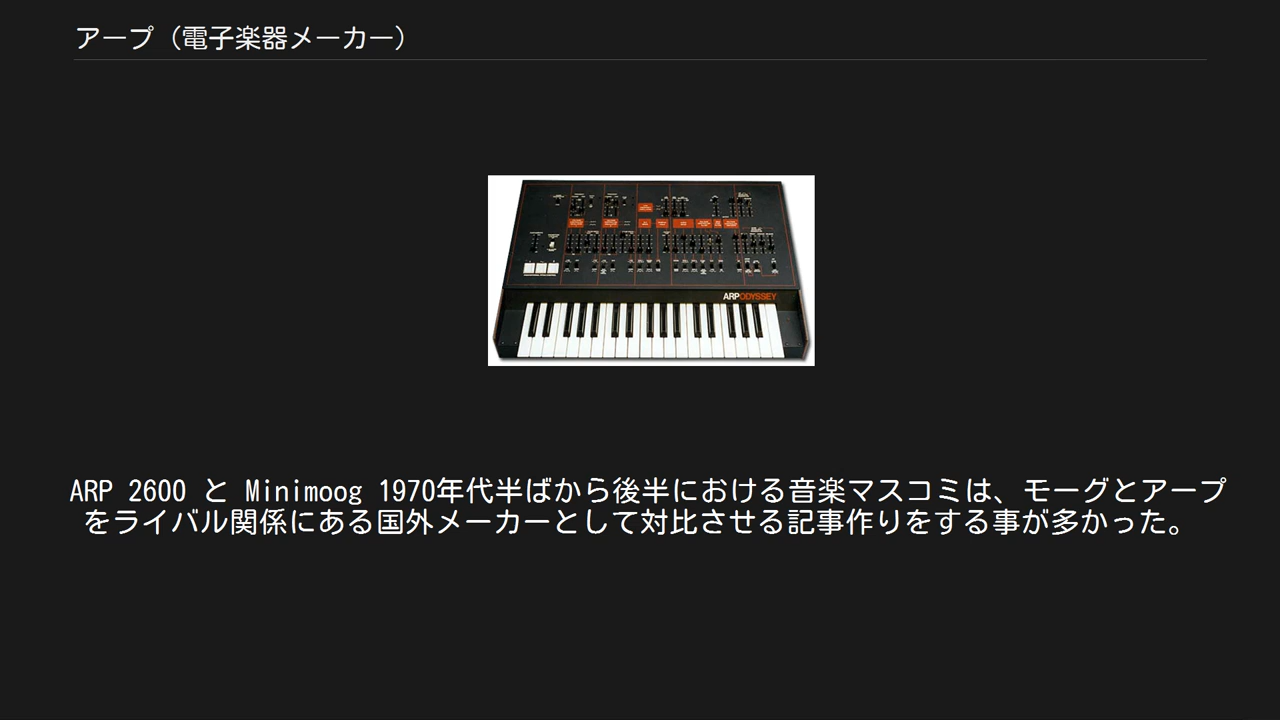 アープ（電子楽器メーカー）
ARP ODYSSEY
ARP 2600 と Minimoog 1970年代半ばから後半における音楽マスコミは、モーグとアープ
をライバル関係にある国外メーカーとして対比させる記事作りをする事が多かった。